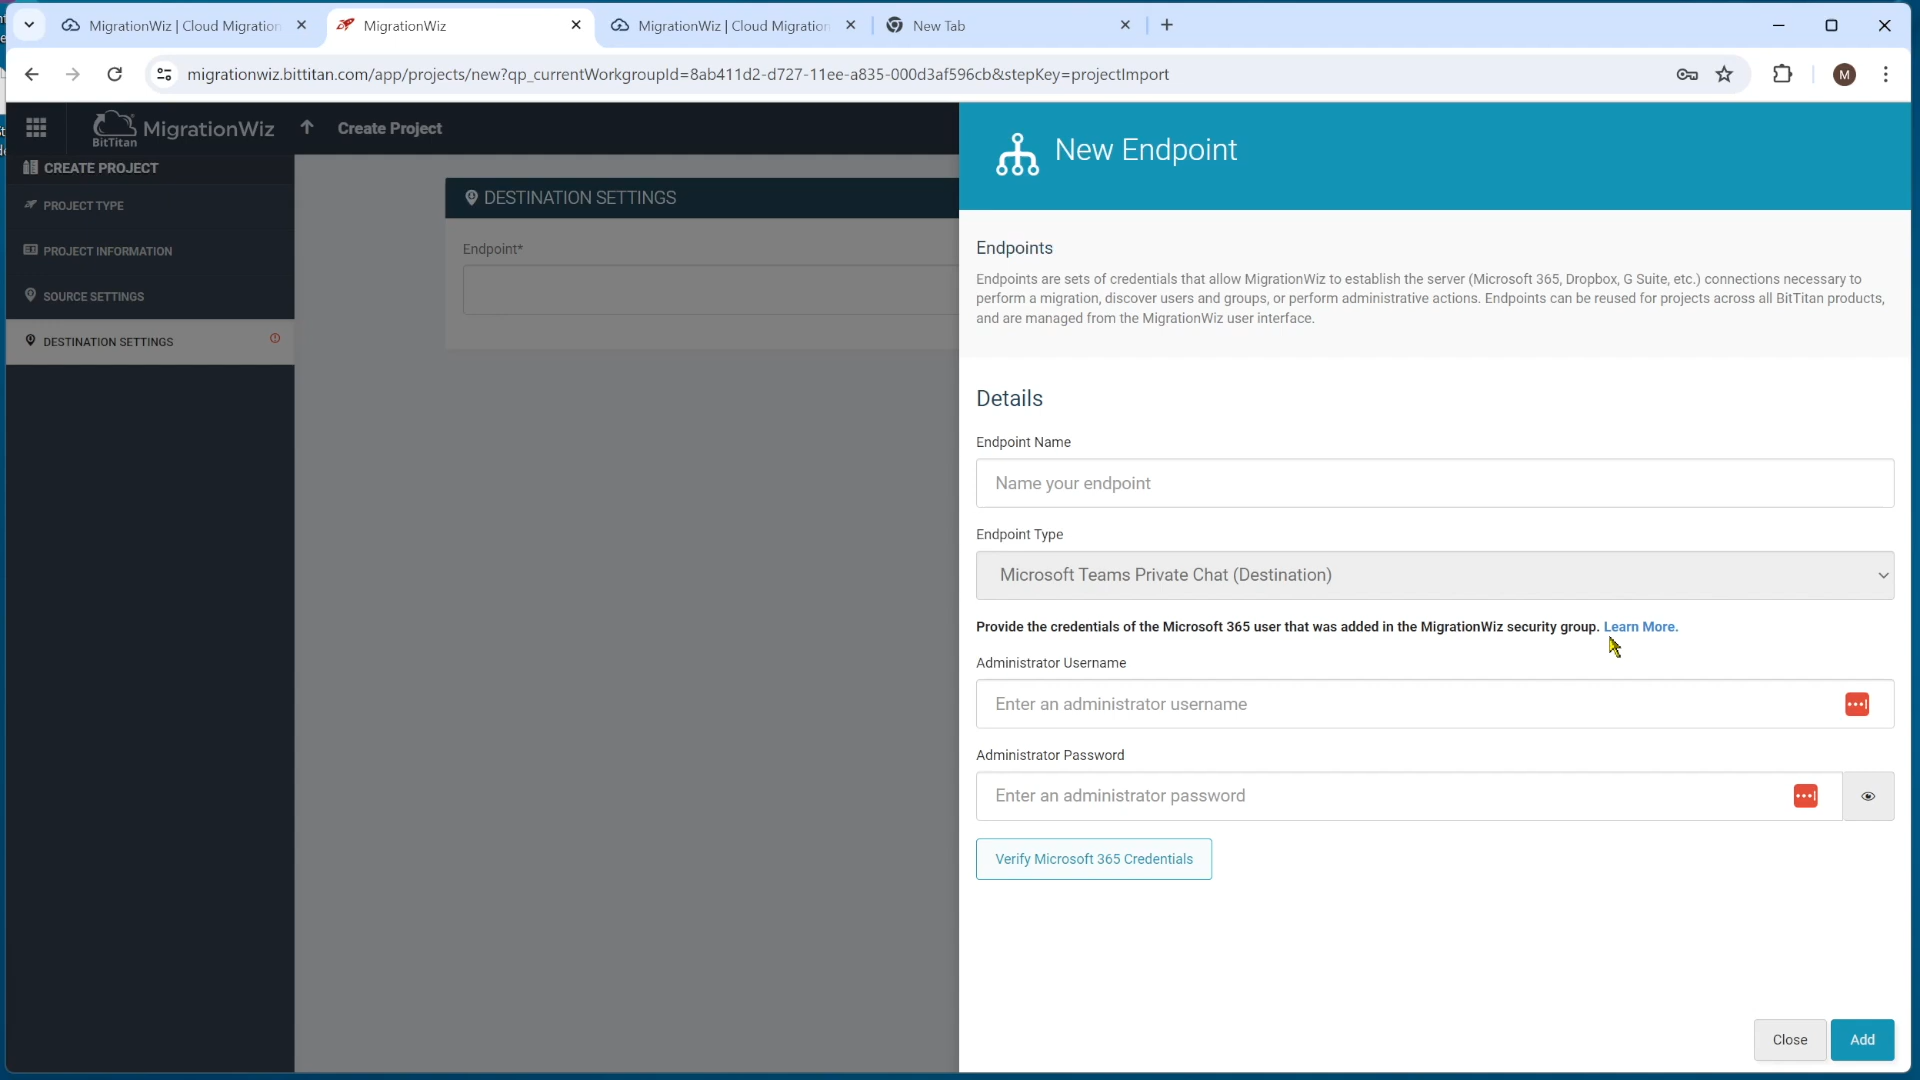 MigrationWiz | Cloud Migration
MigrationWiz
MigrationWiz | Cloud Migration
New Tab
migrationwiz.bittitan.com/app/projects/new?qp_currentWorkgroupId=8ab411d2-d727-11ee-a835-000d3af596cb&stepKey=projectImport
M
BitTitan
MigrationWiz
Create Project
CREATE PROJECT
PROJECT TYPE
PROJECT INFORMATION
SOURCE SETTINGS
DESTINATION SETTINGS
DESTINATION SETTINGS
Endpoint*
New Endpoint
Endpoints
Endpoints are sets of credentials that allow MigrationWiz to establish the server (Microsoft 365, Dropbox, G Suite, etc.) connections necessary to
perform a migration, discover users and groups, or perform administrative actions. Endpoints can be reused for projects across all BitTitan products,
and are managed from the MigrationWiz user interface.
Details
Endpoint Name
Name your endpoint
Endpoint Type
Microsoft Teams Private Chat (Destination)
Provide the credentials of the Microsoft 365 user that was added in the MigrationWiz security group. Learn More.
Administrator Username
Enter an administrator username
Administrator Password
Enter an administrator password
Verify Microsoft 365 Credentials
Close
Add